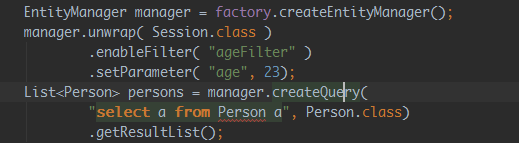 EntityManager manager = factory.createEntityManager();
manager.unwrap( Session.class )
.enableFilter( "ageFilter" )
.setParameter( "age", 23);
List<Person> persons = manager.createQuery(
"select a from Person a", Person.class)
.getResultList();